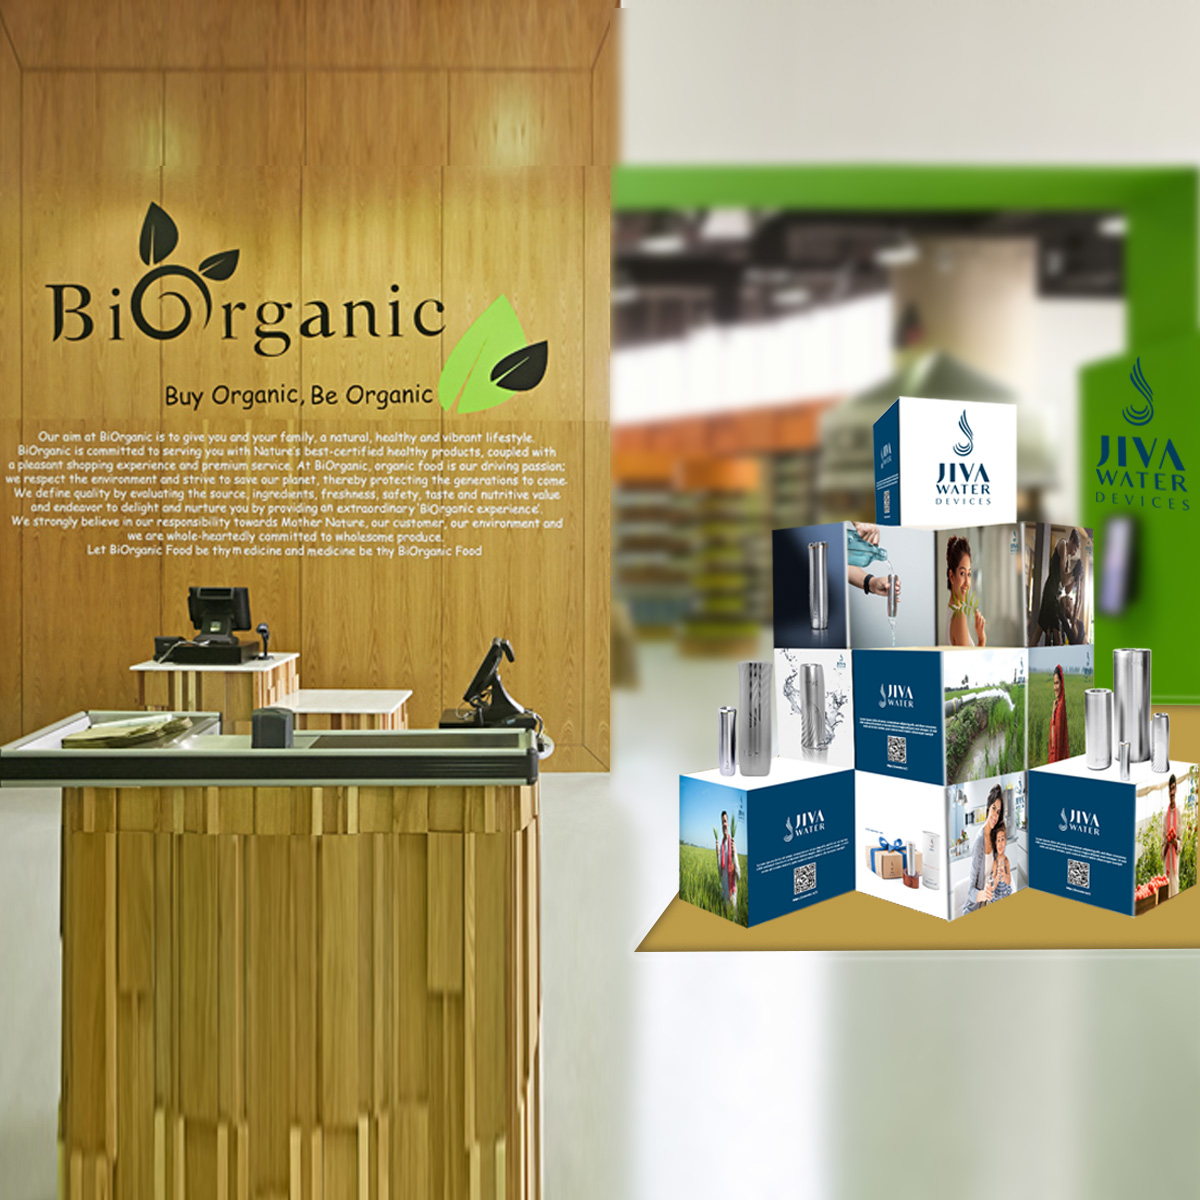 BiOrganic
Buy Organic, Be Organic
Our aim at BiOrganic is to give you and your family, a natural, healthy and vibrant lifestyle.
BiOrganic is committed to serving you with Nature's best-certified healthy products, coupled with
a pleasant shopping experience and premium service. At BiOrganic, organic food is our driving passion;
we respect the environment and strive to save our planet, thereby protecting the generations to come.
We define quality by evaluating the source, ingredients, freshness, safety, taste and nutritive value
and endeavor to delight and nurture you by providing an extraordinary 'BiOrganic experience'.
We strongly believe in our responsibility towards Mother Nature, our customer, our environment and
we are whole-heartedly committed to wholesome produce.
Let BiOrganic Food be thy medicine and medicine be thy BiOrganic Food
JIVA
WATER
DEVICES
JIVA
WATER
DEVICES
JIVA
WATER
JIVA
WATER
JIVA
WATER